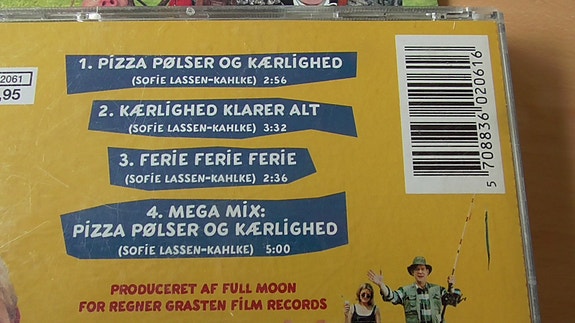 1. PIZZA PØLSER OG KÆRLIGHED
(SOFIE LASSEN-KAHLKE) 2:56
2. KÆRLIGHED KLARER ALT
(SOFIE LASSEN-KAHLKE) 3:32
3. FERIE FERIE FERIE
(SOFIE LASSEN-KAHLKE) 2:36
4. MEGA MIX:
PIZZA PØLSER OG KÆRLIGHED
(SOFIE LASSEN-KAHLKE) 5:00
PRODUCERET AF FULL MOON
FOR REGNER GRASTEN FILM RECORDS
2061
,95
5 708836 020616